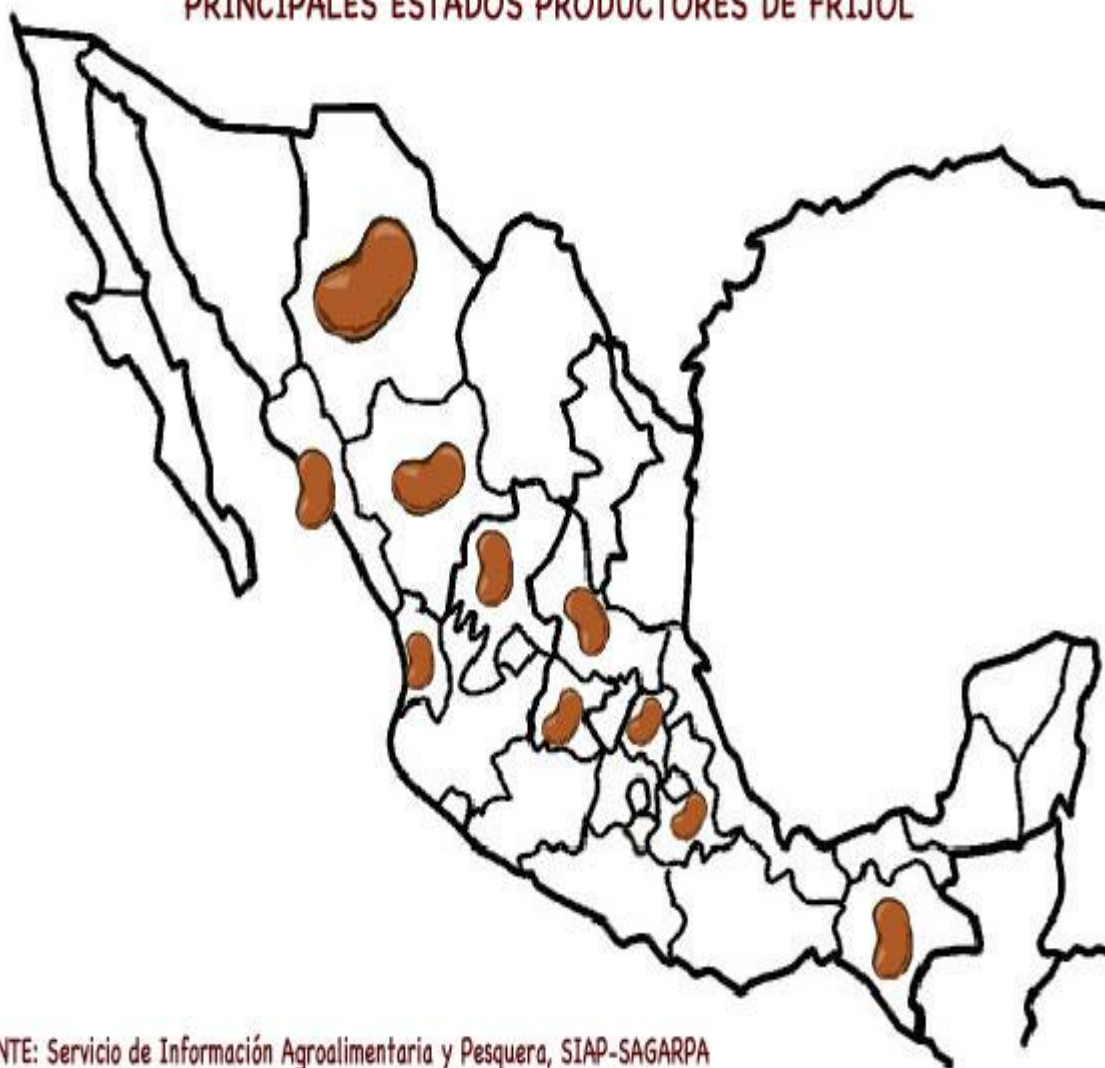 PRINCIPALES ESTADOS PRODUCTORES DE FRIJOL
NTE: Servicio de Información Agroalimentaria y Pesquera, SIAP-SAGARPA